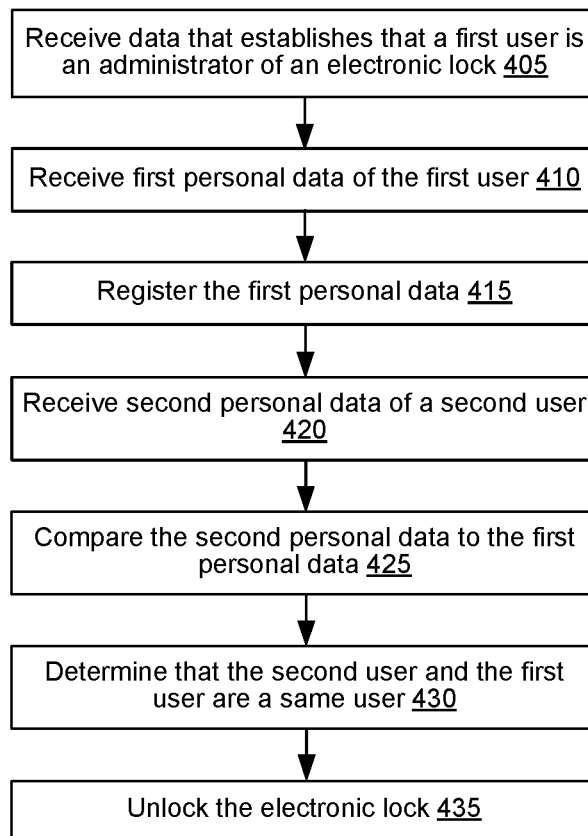 Receive data that establishes that a first user is
an administrator of an electronic lock 405
Receive first personal data of the first user 410
Register the first personal data 415
Receive second personal data of a second user
420
Compare the second personal data to the first
personal data 425
Determine that the second user and the first
user are a same user 430
Unlock the electronic lock 435